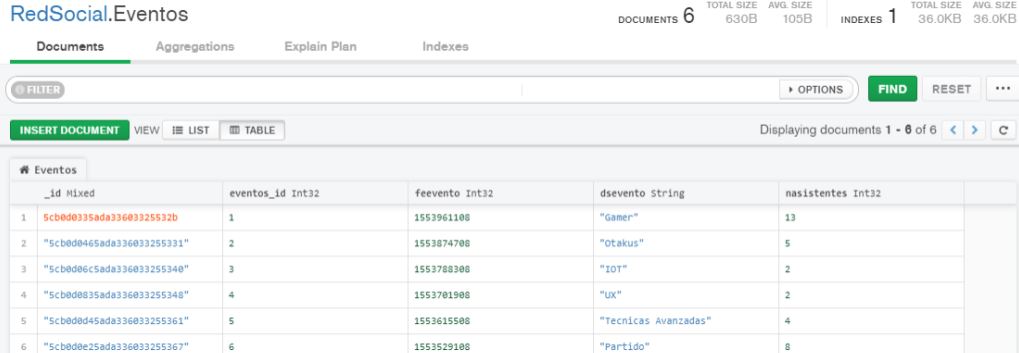 RedSocial.Eventos
DOCUMENTS 6 TOTAL SIZE 630B AVG. SIZE 105B INDEXES 1 TOTAL SIZE 36.0KB AVG. SIZE 36.0KB
Documents Aggregations Explain Plan Indexes
FILTER OPTIONS FIND RESET ...
INSERT DOCUMENT VIEW LIST TABLE Displaying documents 1 - 6 of 6 < >
Eventos
_id Mixed eventos_id Int32 feevento Int32 dsevento String nasistentes Int32
1 5cb0d0335ada33603325532b 1 1553961108 "Gamer" 13
2 "5cb0d0465ada336033255331" 2 1553874708 "Otakus" 5
3 "5cb0d06c5ada336033255340" 3 1553788308 "IOT" 2
4 "5cb0d0835ada336033255348" 4 1553701908 "UX" 2
5 "5cb0d0d45ada336033255361" 5 1553615508 "Tecnicas Avanzadas" 4
6 "5cb0d0e25ada336033255367" 6 1553529108 "Partido" 8